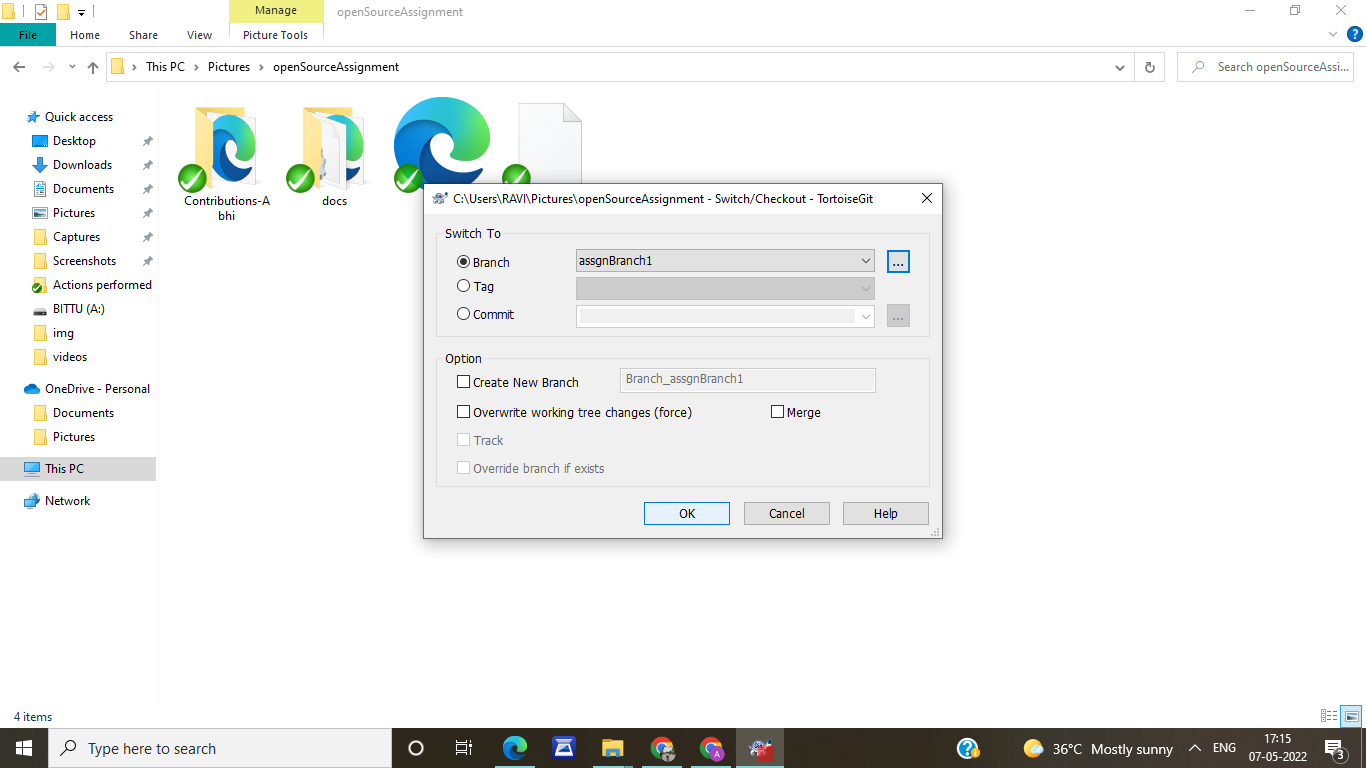 Manage
openSourceAssignment
File
Home
Share
View
Picture Tools
This PC
Pictures
openSourceAssignment
Search openSourceAssi...
Quick access
Desktop
Downloads
Documents
Pictures
Captures
Screenshots
Actions performed
BITTU (A:)
img
videos
OneDrive - Personal
Documents
Pictures
This PC
Network
Contributions-A
bhi
docs
C:\Users\RAVI\Pictures\openSourceAssignment - Switch/Checkout - TortoiseGit
Switch To
Branch
assgnBranch1
...
Tag
Commit
...
Option
Create New Branch
Branch_assgnBranch1
Overwrite working tree changes (force)
Merge
Track
Override branch if exists
OK
Cancel
Help
4 items
Type here to search
36°C Mostly sunny
ENG
17:15
07-05-2022
3